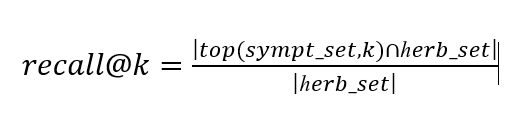 recall@k = |top(sympt_set,k)∩herb_set| / |herb_set|